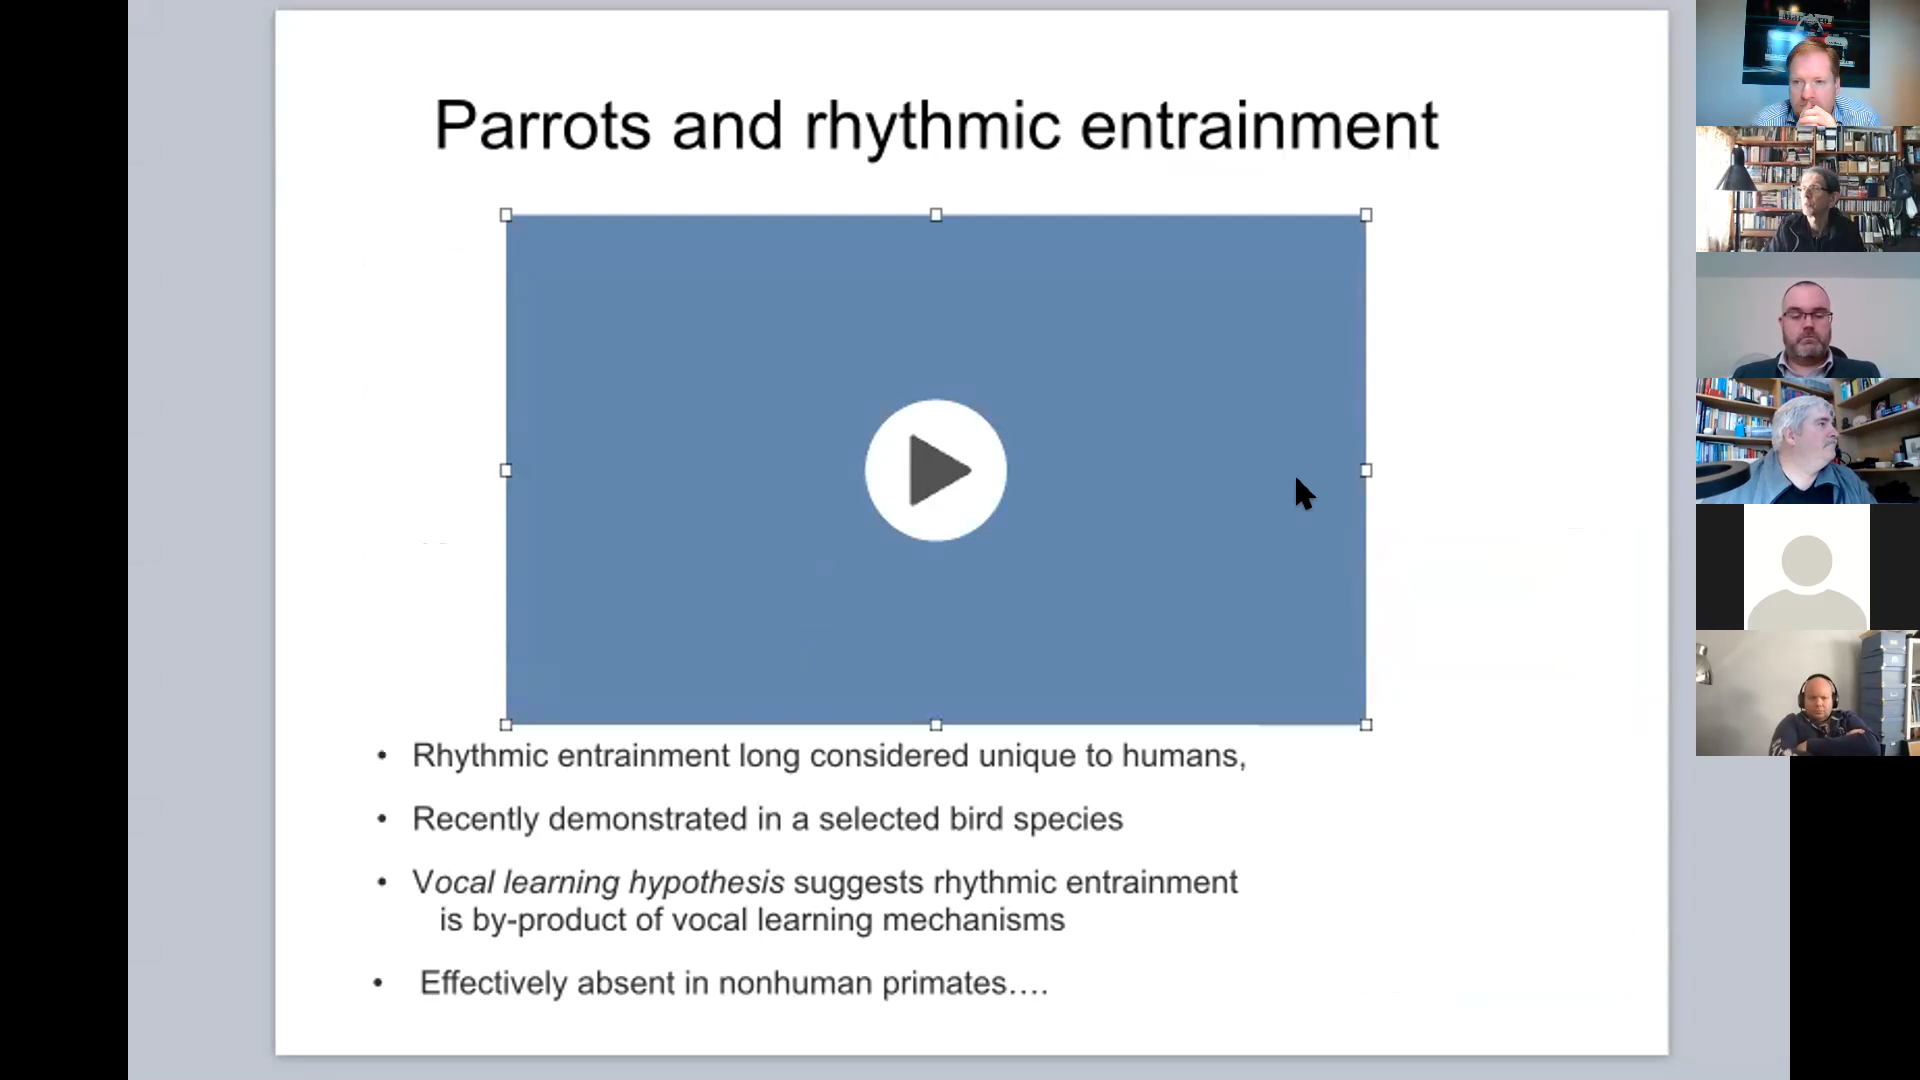 Parrots and rhythmic entrainment
• Rhythmic entrainment long considered unique to humans,
• Recently demonstrated in a selected bird species
• Vocal learning hypothesis suggests rhythmic entrainment
is by-product of vocal learning mechanisms
• Effectively absent in nonhuman primates….